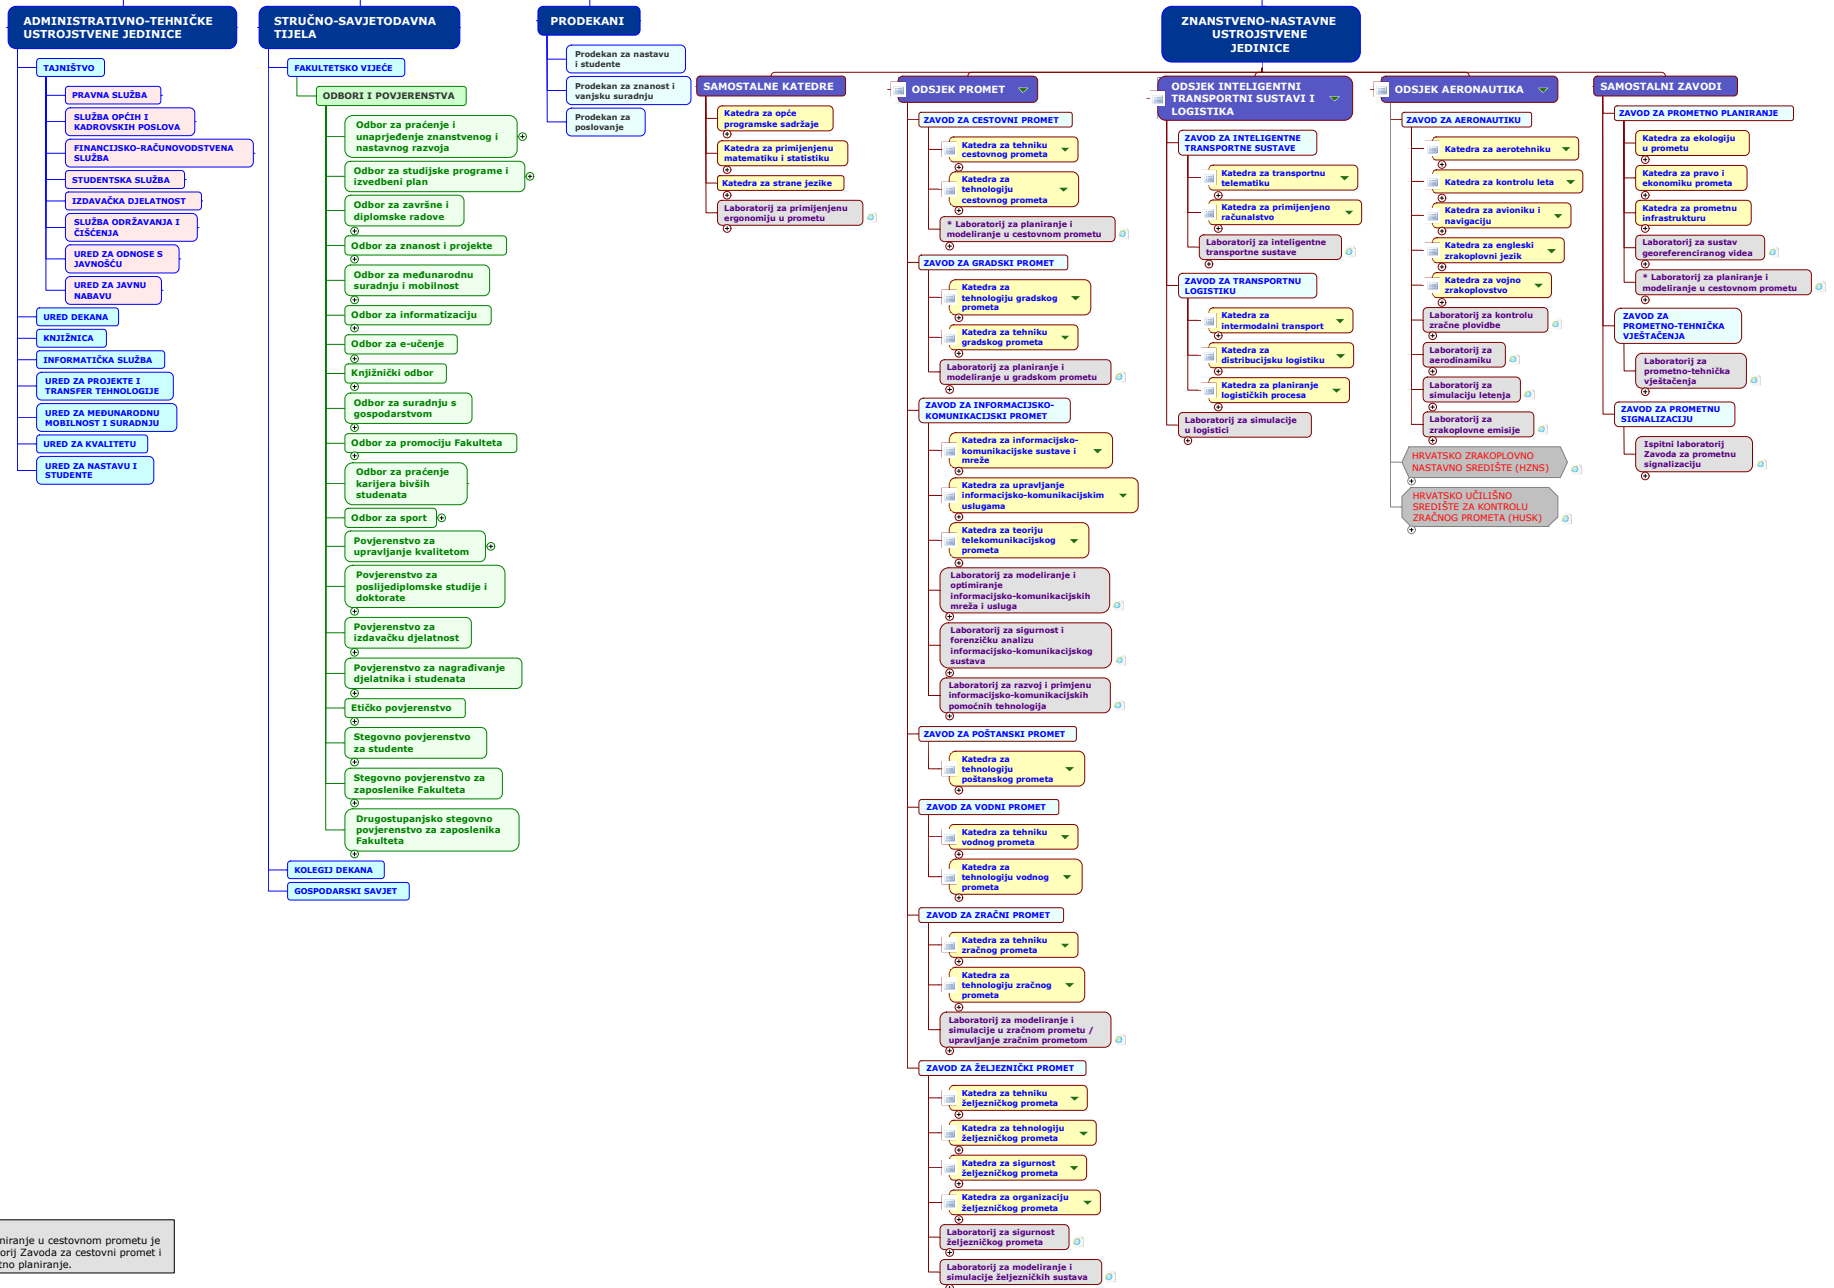 ADMINISTRATIVNO-TEHNIČKE
USTROJSTVENE JEDINICE
TAJNIŠTVO
PRAVNA SLUŽBA
SLUŽBA OPĆIH I
KADROVSKIH POSLOVA
FINANCIJSKO-RAČUNOVODSTVENA
SLUŽBA
STUDENTSKA SLUŽBA
IZDAVAČKA DJELATNOST
SLUŽBA ODRŽAVANJA I
ČIŠĆENJA
URED ZA ODNOSE S
JAVNOŠĆU
URED ZA JAVNU
NABAVU
URED DEKANA
KNJIŽNICA
INFORMATIČKA SLUŽBA
URED ZA PROJEKTE I
TRANSFER TEHNOLOGIJE
URED ZA MEĐUNARODNU
MOBILNOST I SURADNJU
URED ZA KVALITETU
URED ZA NASTAVU I
STUDENTE
STRUČNO-SAVJETODAVNA
TIJELA
FAKULTETSKO VIJEĆE
ODBORI I POVJERENSTVA
Odbor za praćenje i
unaprjeđenje znanstvenog i
nastavnog razvoja
Odbor za studijske programe i
izvedbeni plan
Odbor za završne i
diplomske radove
Odbor za znanost i projekte
Odbor za međunarodnu
suradnju i mobilnost
Odbor za informatizaciju
Odbor za e-učenje
Knjižnički odbor
Odbor za suradnju s
gospodarstvom
Odbor za promociju Fakulteta
Odbor za praćenje
karijera bivših
studenata
Odbor za sport
Povjerenstvo za
upravljanje kvalitetom
Povjerenstvo za
poslijediplomske studije i
doktorate
Povjerenstvo za
izdavačku djelatnost
Povjerenstvo za nagrađivanje
djelatnika i studenata
Etičko povjerenstvo
Stegovno povjerenstvo
za studente
Stegovno povjerenstvo za
zaposlenike Fakulteta
Drugostupanjsko stegovno
povjerenstvo za zaposlenika
Fakulteta
KOLEGIJ DEKANA
GOSPODARSKI SAVJET
PRODEKANI
Prodekan za nastavu
i studente
Prodekan za znanost i
vanjsku suradnju
Prodekan za
poslovanje
ZNANSTVENO-NASTAVNE
USTROJSTVENE
JEDINICE
SAMOSTALNE KATEDRE
Katedra za opće
programske sadržaje
Katedra za primijenjenu
matematiku i statistiku
Katedra za strane jezike
Laboratorij za primijenjenu
ergonomiju u prometu
ODSJEK PROMET
ZAVOD ZA CESTOVNI PROMET
Katedra za tehniku
cestovnog prometa
Katedra za
tehnologiju
cestovnog prometa
* Laboratorij za planiranje i
modeliranje u cestovnom prometu
ZAVOD ZA GRADSKI PROMET
Katedra za
tehnologiju gradskog
prometa
Katedra za tehniku
gradskog prometa
Laboratorij za planiranje i
modeliranje u gradskom prometu
ZAVOD ZA INFORMACIJSKO-
KOMUNIKACIJSKI PROMET
Katedra za informacijsko-
komunikacijske sustave i
mreže
Katedra za upravljanje
informacijsko-komunikacijskim
uslugama
Katedra za teoriju
telekomunikacijskog
prometa
Laboratorij za modeliranje i
optimiranje
informacijsko-komunikacijskih
mreža i usluga
Laboratorij za sigurnost i
forenzičku analizu
informacijsko-komunikacijskog
sustava
Laboratorij za razvoj i primjenu
informacijsko-komunikacijskih
pomoćnih tehnologija
ZAVOD ZA POŠTANSKI PROMET
Katedra za
tehnologiju
poštanskog prometa
ZAVOD ZA VODNI PROMET
Katedra za tehniku
vodnog prometa
Katedra za
tehnologiju vodnog
prometa
ZAVOD ZA ZRAČNI PROMET
Katedra za tehniku
zračnog prometa
Katedra za
tehnologiju zračnog
prometa
Laboratorij za modeliranje i
simulacije u zračnom prometu /
upravljanje zračnim prometom
ZAVOD ZA ŽELJEZNIČKI PROMET
Katedra za tehniku
željezničkog prometa
Katedra za tehnologiju
željezničkog prometa
Katedra za sigurnost
željezničkog prometa
Katedra za organizaciju
željezničkog prometa
Laboratorij za sigurnost
željezničkog prometa
Laboratorij za modeliranje i
simulacije željezničkih sustava
ODSJEK INTELIGENTNI
TRANSPORTNI SUSTAVI I
LOGISTIKA
ZAVOD ZA INTELIGENTNE
TRANSPORTNE SUSTAVE
Katedra za transportnu
telematiku
Katedra za primijenjeno
računalstvo
Laboratorij za inteligentne
transportne sustave
ZAVOD ZA TRANSPORTNU
LOGISTIKU
Katedra za
intermodalni transport
Katedra za
distribucijsku logistiku
Katedra za planiranje
logističkih procesa
Laboratorij za simulacije
u logistici
ODSJEK AERONAUTIKA
ZAVOD ZA AERONAUTIKU
Katedra za aerotehniku
Katedra za kontrolu leta
Katedra za avioniku i
navigaciju
Katedra za engleski
zrakoplovni jezik
Katedra za vojno
zrakoplovstvo
Laboratorij za kontrolu
zračne plovidbe
Laboratorij za
aerodinamiku
Laboratorij za
simulaciju letenja
Laboratorij za
zrakoplovne emisije
HRVATSKO ZRAKOPLOVNO
NASTAVNO SREDIŠTE (HZNS)
HRVATSKO UČILIŠNO
SREDIŠTE ZA KONTROLU
ZRAČNOG PROMETA (HUSK)
SAMOSTALNI ZAVODI
ZAVOD ZA PROMETNO PLANIRANJE
Katedra za ekologiju
u prometu
Katedra za pravo i
ekonomiku prometa
Katedra za prometnu
infrastrukturu
Laboratorij za sustav
georeferenciranog videa
* Laboratorij za planiranje i
modeliranje u cestovnom prometu
ZAVOD ZA
PROMETNO-TEHNIČKA
VJEŠTAČENJA
Laboratorij za
prometno-tehnička
vještačenja
ZAVOD ZA PROMETNU
SIGNALIZACIJU
Ispitni laboratorij
Zavoda za prometnu
signalizaciju
niranje u cestovnom prometu je
orij Zavoda za cestovni promet i
tno planiranje.